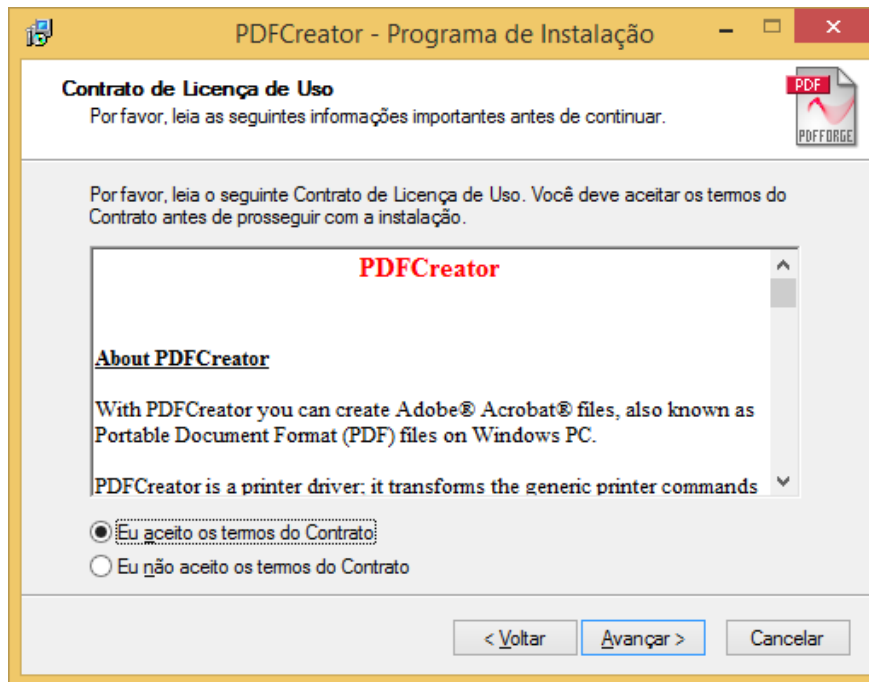 PDFCreator - Programa de Instalação
Contrato de Licença de Uso
Por favor, leia as seguintes informações importantes antes de continuar.
PDF
PDFFORGE
Por favor, leia o seguinte Contrato de Licença de Uso. Você deve aceitar os termos do
Contrato antes de prosseguir com a instalação.
PDFCreator
About PDFCreator
With PDFCreator you can create Adobe® Acrobat® files, also known as
Portable Document Format (PDF) files on Windows PC.
PDFCreator is a printer driver; it transforms the generic printer commands
Eu aceito os termos do Contrato
Eu não aceito os termos do Contrato
< Voltar
Avançar >
Cancelar